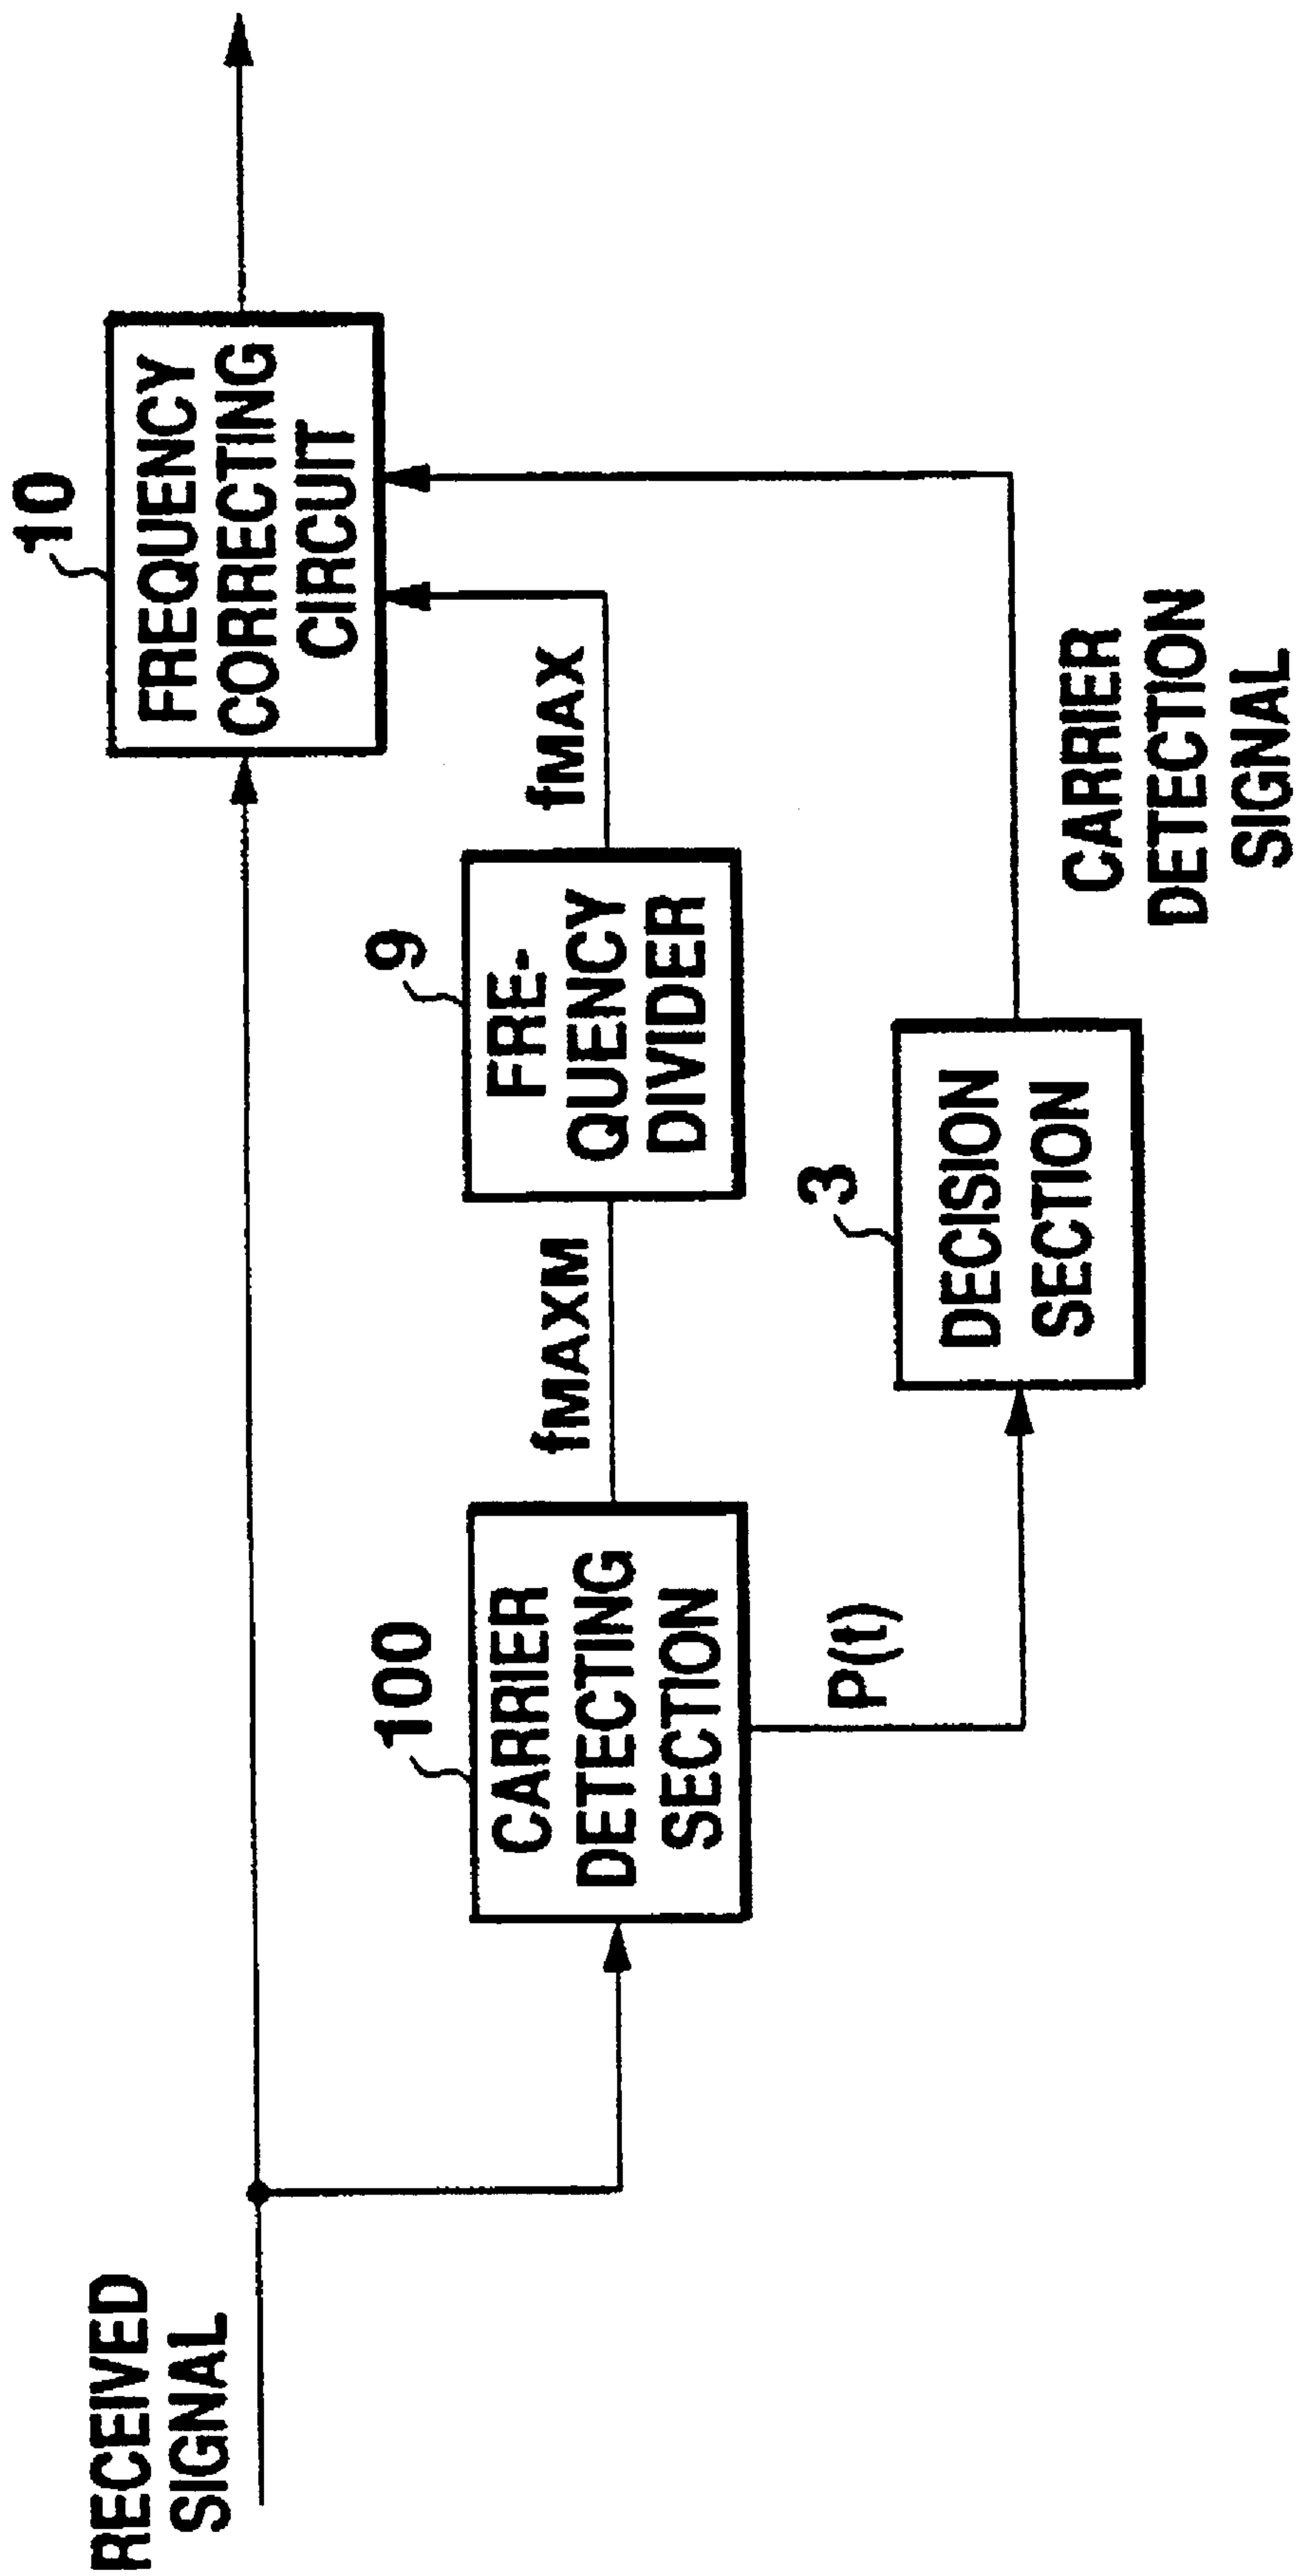 10
FREQUENCY
CORRECTING
CIRCUIT
RECEIVED
SIGNAL
100
CARRIER
DETECTING
SECTION
fMAXM
9
FRE-
QUENCY
DIVIDER
fMAX
P(t)
3
DECISION
SECTION
CARRIER
DETECTION
SIGNAL